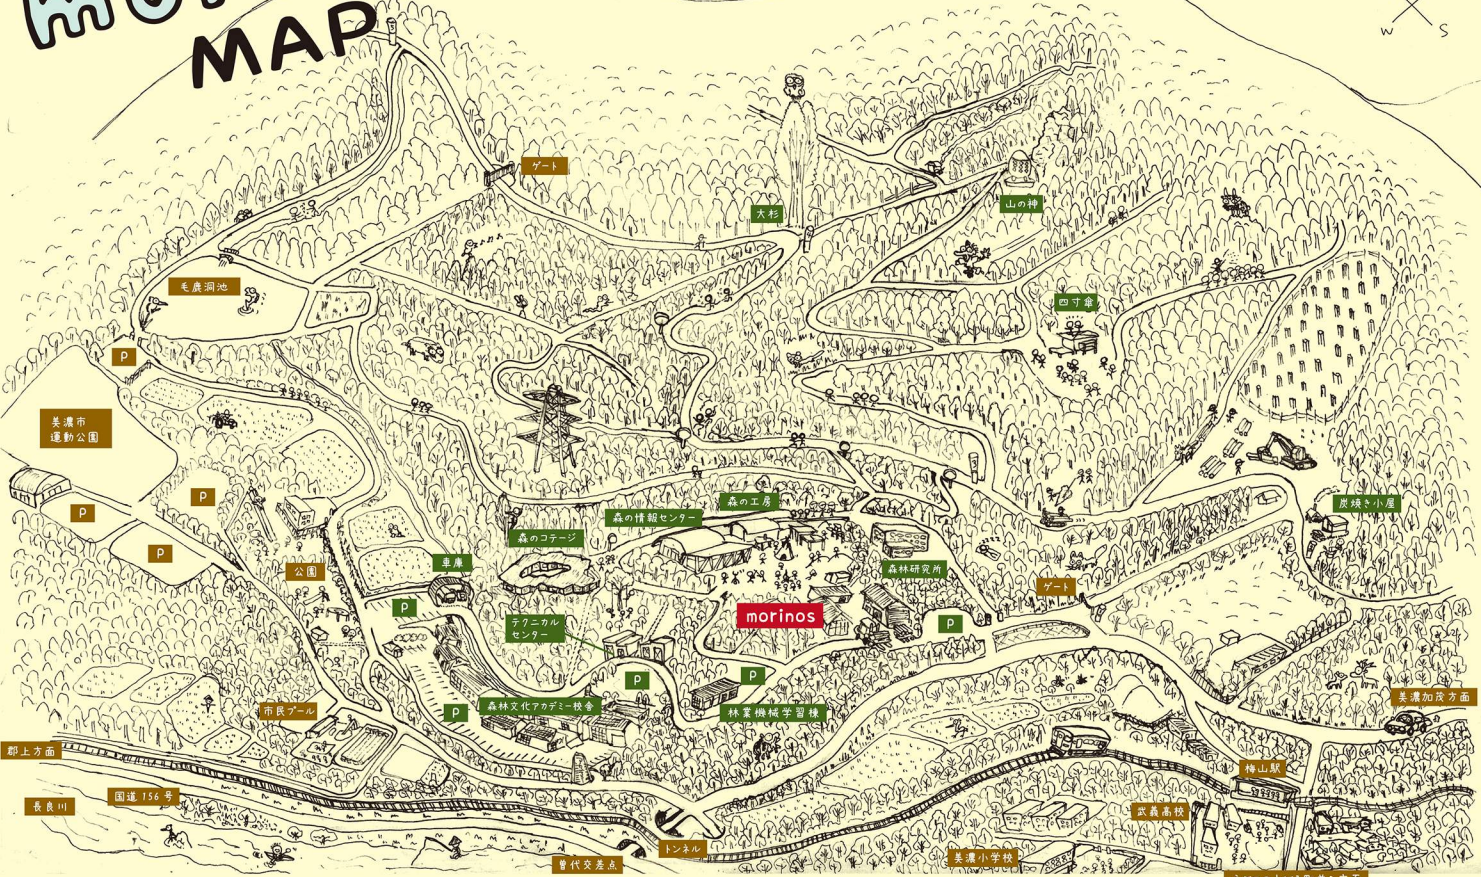 MAP
W
S
ゲート
大杉
山の神
毛鹿洞池
四寸傘
P
美濃市
運動公園
P
P
P
森の工房
森の情報センター
炭焼き小屋
森のコテージ
車庫
公園
森林研究所
ゲート
P
morinos
テクニカル
センター
P
P
P
美濃加茂方面
森林文化アカデミー校舎
P
林業機械学習棟
市民プール
郡上方面
梅山駅
国道156号
長良川
武義高校
トンネル
美濃小学校
曽代交差点